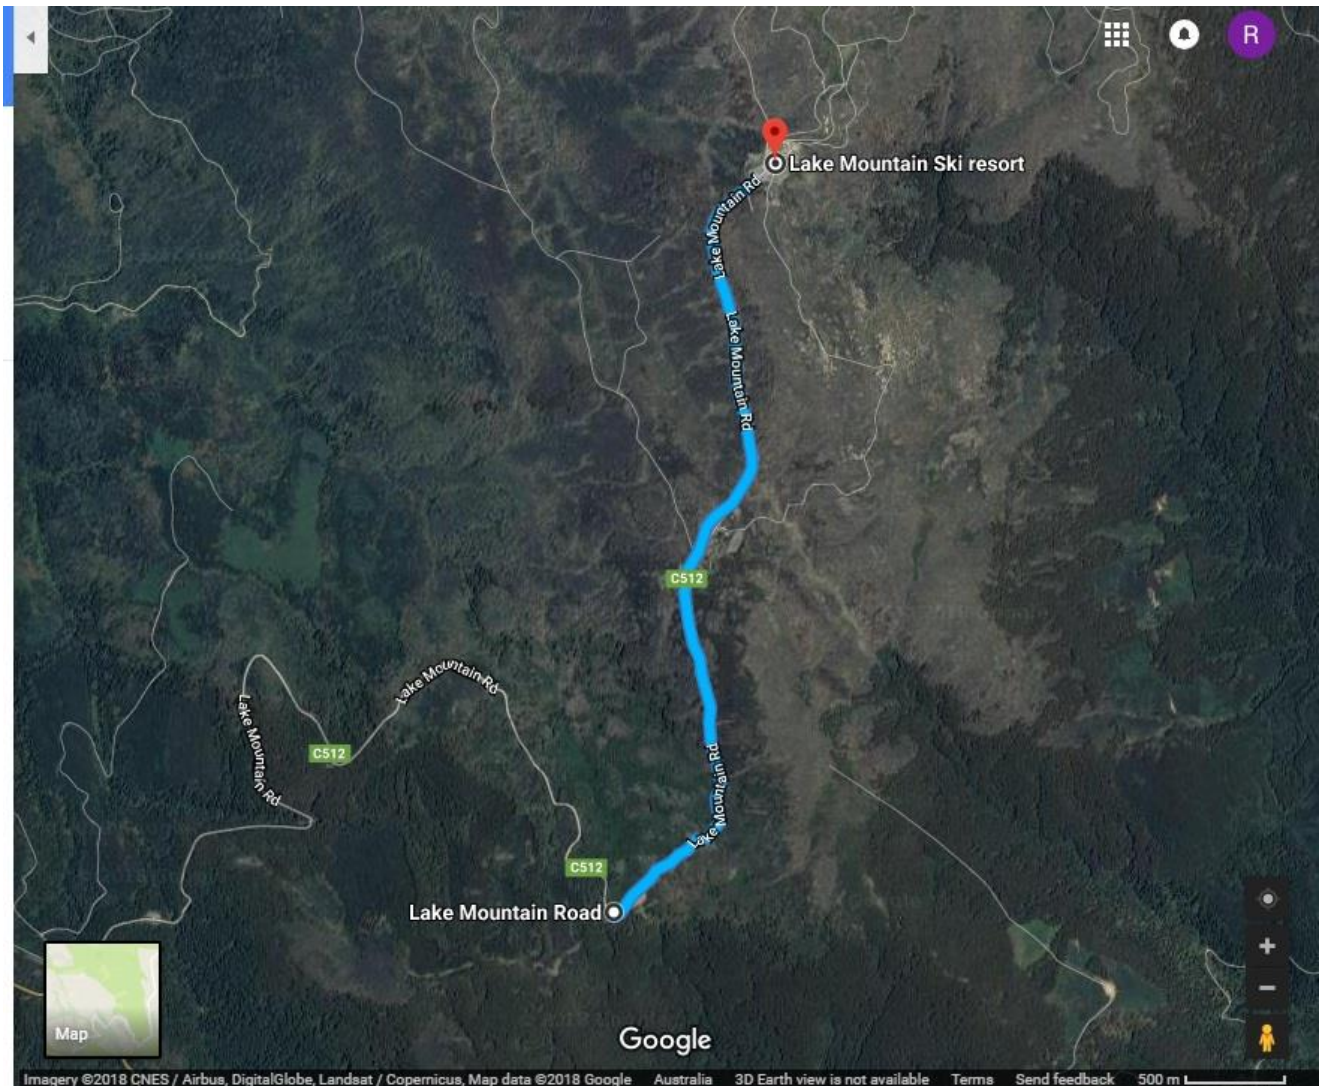 R
Lake Mountain Ski resort
Lake Mountain Rd
Lake Mountain Rd
C512
Lake Mountain Rd
Lake Mountain Rd
C512
Lake Mountain Rd
Lake Mountain Rd
C512
Lake Mountain Road
Map
Google
Imagery ©2018 CNES / Airbus, DigitalGlobe, Landsat / Copernicus, Map data ©2018 Google Australia 3D Earth view is not available Terms Send feedback 500 m